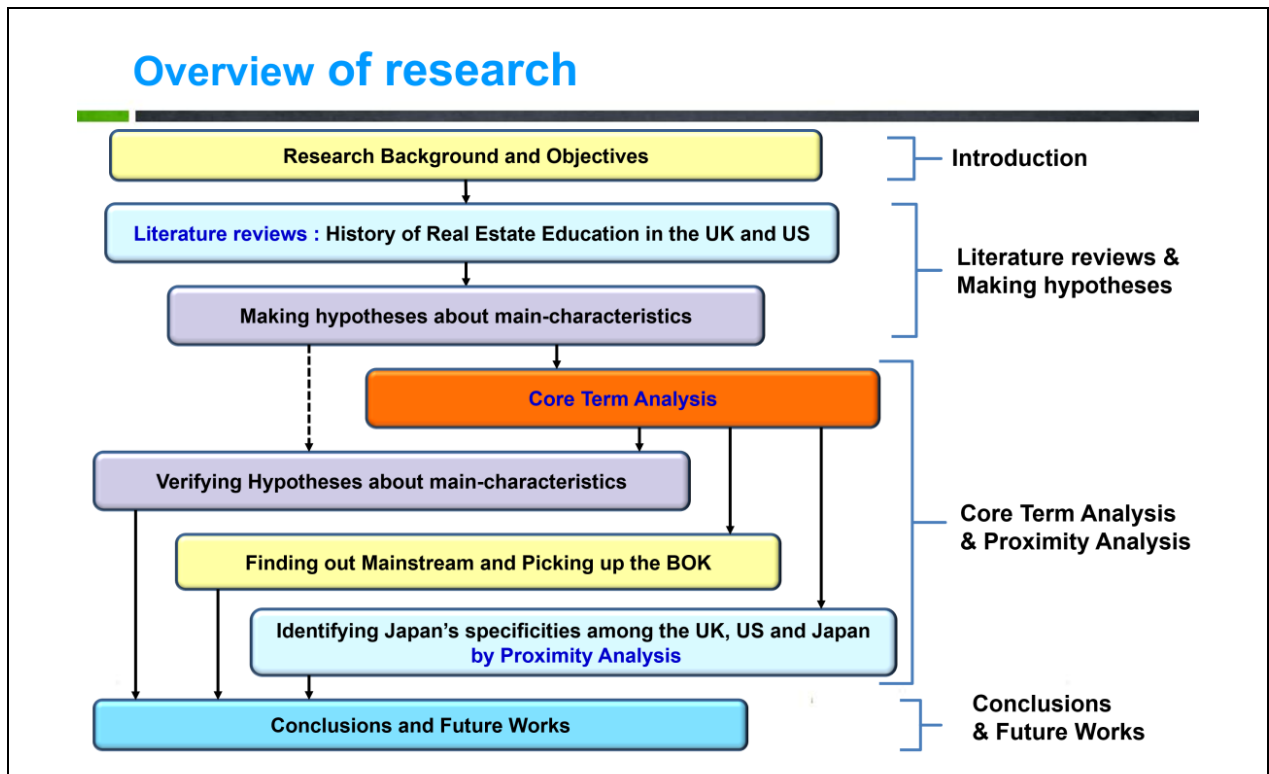 Overview of research
Research Background and Objectives
Introduction
Literature reviews : History of Real Estate Education in the UK and US
Literature reviews &
Making hypotheses
Making hypotheses about main-characteristics
Core Term Analysis
Verifying Hypotheses about main-characteristics
Core Term Analysis
& Proximity Analysis
Finding out Mainstream and Picking up the BOK
Identifying Japan's specificities among the UK, US and Japan
by Proximity Analysis
Conclusions and Future Works
Conclusions
& Future Works